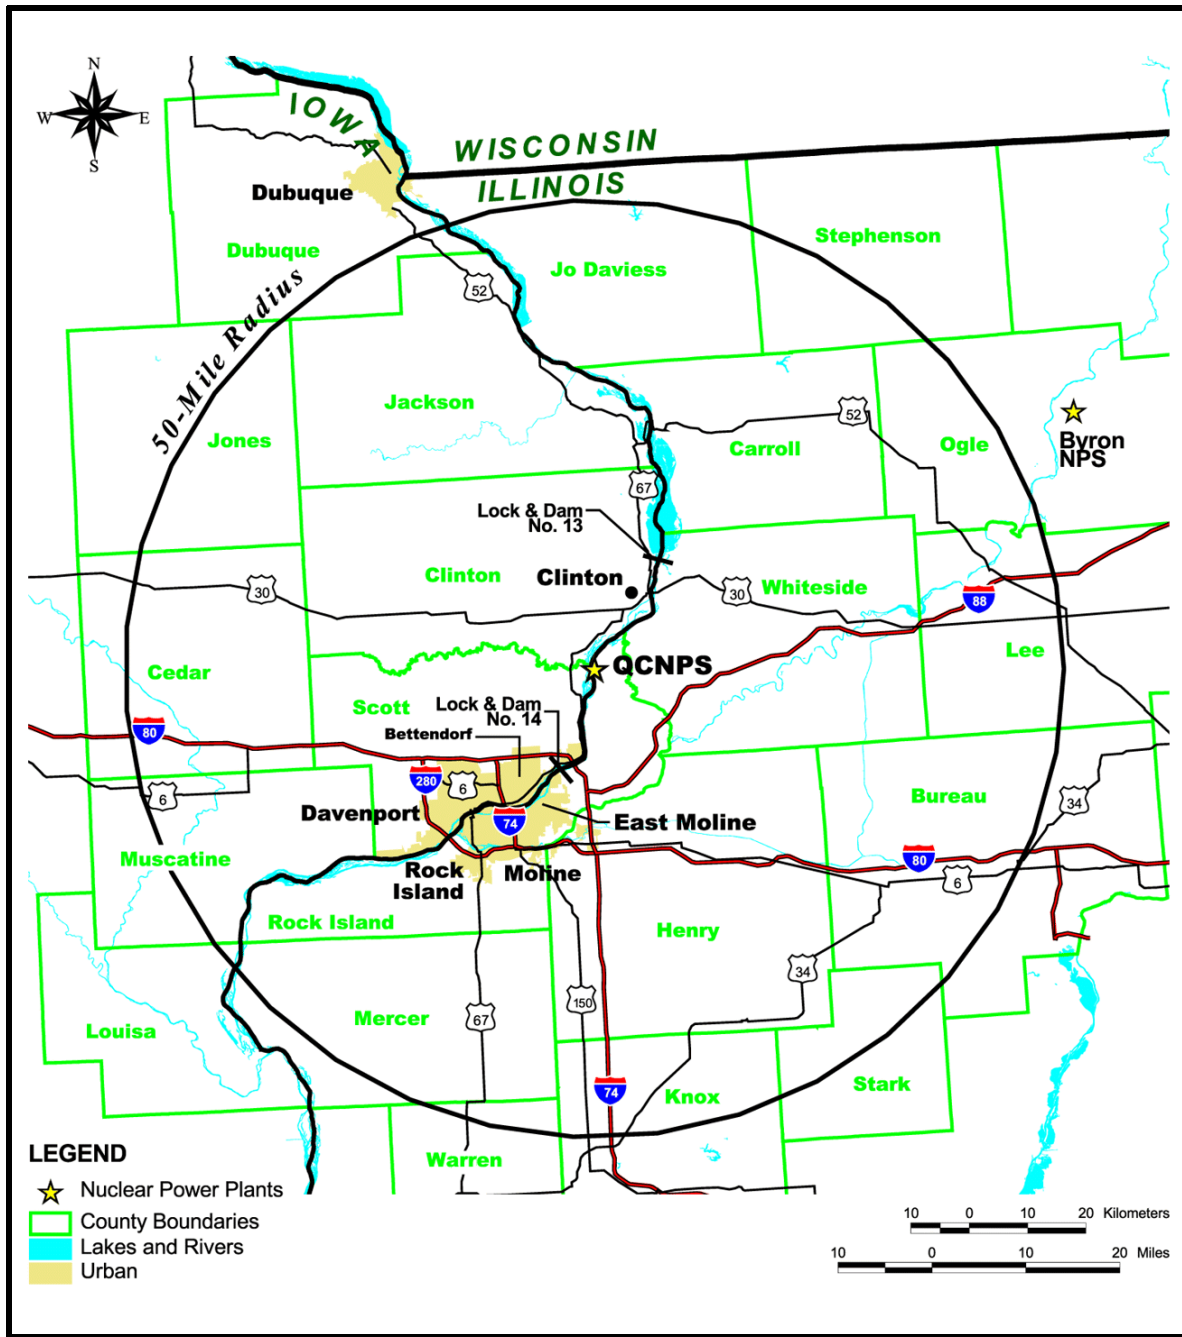 N
W
E
S
IOWA
WISCONSIN
ILLINOIS
Dubuque
Dubuque
Stephenson
Jo Daviess
52
50-Mile Radius
Jackson
Jones
52
Byron
NPS
Ogle
Carroll
67
Lock & Dam
No. 13
Clinton
Clinton
Whiteside
30
30
88
Lee
Cedar
QCNPS
Scott
Lock & Dam
No. 14
Bettendorf
80
280
6
6
Bureau
34
Davenport
74
East Moline
Muscatine
80
Rock
Island
Moline
6
Rock Island
Henry
34
150
67
Mercer
Louisa
74
Knox
Stark
Warren
LEGEND
Nuclear Power Plants
County Boundaries
Lakes and Rivers
Urban
10 0 10 20 Kilometers
10 0 10 20 Miles